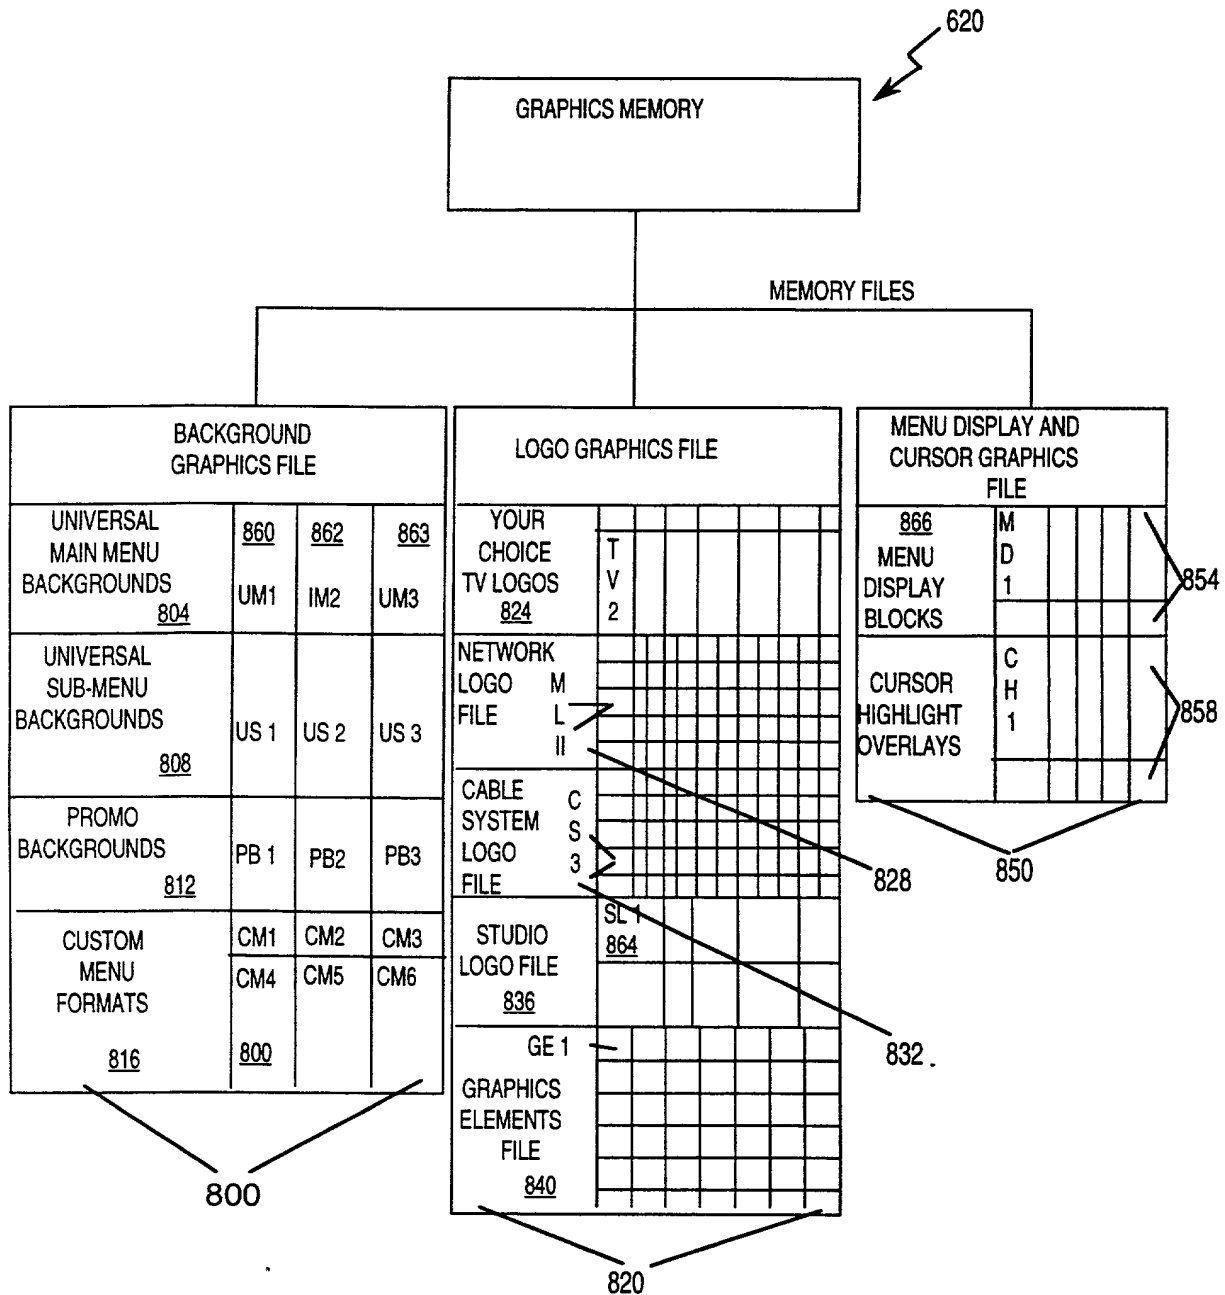 620
GRAPHICS MEMORY
MEMORY FILES
BACKGROUND
GRAPHICS FILE
UNIVERSAL
MAIN MENU
BACKGROUNDS
804
860 862 863
UM1 IM2 UM3
UNIVERSAL
SUB-MENU
BACKGROUNDS
808
US 1 US 2 US 3
PROMO
BACKGROUNDS
812
PB 1 PB2 PB3
CUSTOM
MENU
FORMATS
816
CM1 CM2 CM3
CM4 CM5 CM6
800
800
LOGO GRAPHICS FILE
YOUR
CHOICE
TV LOGOS
824
T
V
2
NETWORK
LOGO
FILE
M
L
II
828
CABLE
SYSTEM
LOGO
FILE
C
S
3
832
STUDIO
LOGO FILE
836
SL 1
864
GE 1
GRAPHICS
ELEMENTS
FILE
840
820
MENU DISPLAY AND
CURSOR GRAPHICS
FILE
866
MENU
DISPLAY
BLOCKS
M
D
1
854
CURSOR
HIGHLIGHT
OVERLAYS
C
H
1
858
850